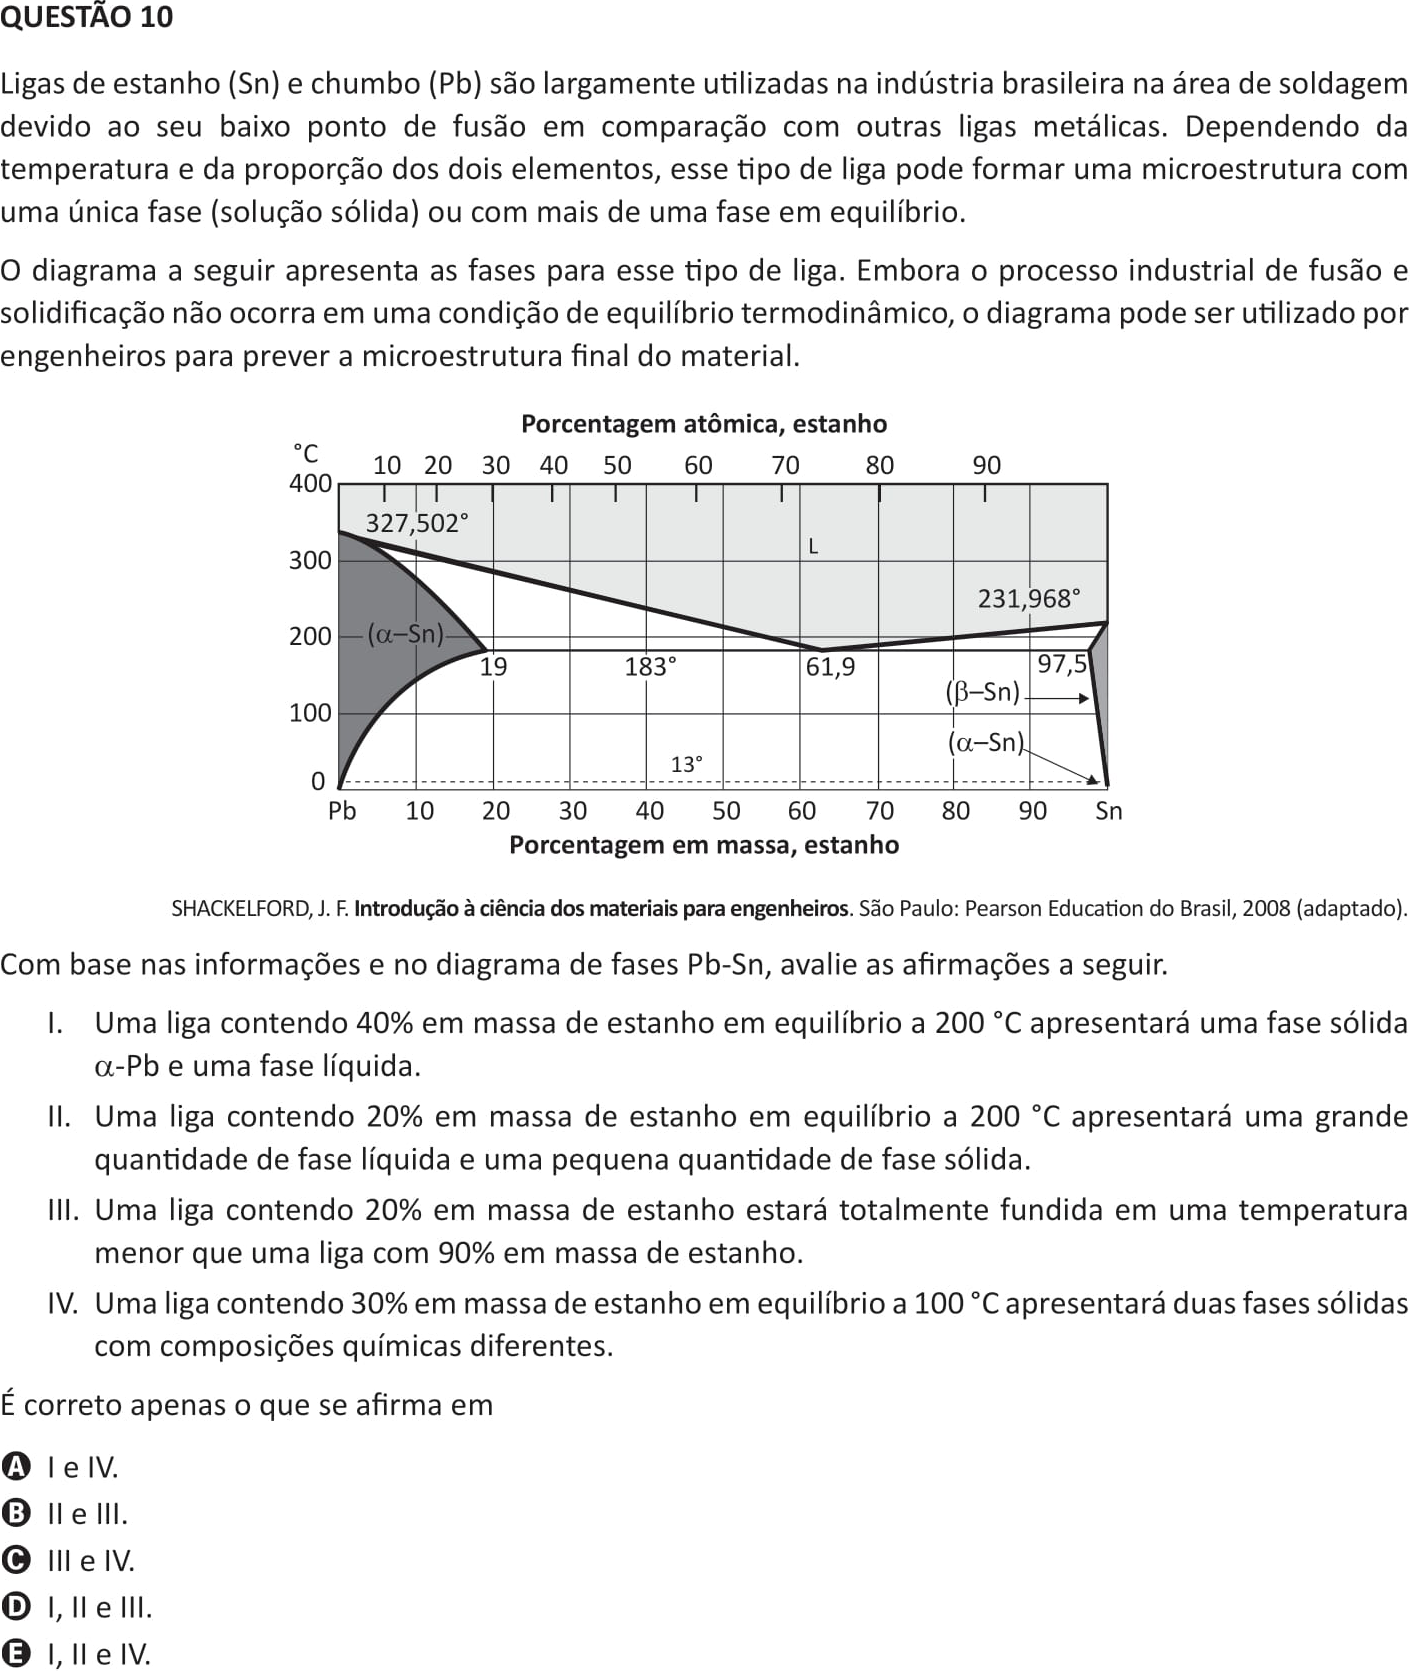 QUESTÃO 10
Ligas de estanho (Sn) e chumbo (Pb) são largamente utilizadas na indústria brasileira na área de soldagem
devido ao seu baixo ponto de fusão em comparação com outras ligas metálicas. Dependendo da
temperatura e da proporção dos dois elementos, esse tipo de liga pode formar uma microestrutura com
uma única fase (solução sólida) ou com mais de uma fase em equilíbrio.
O diagrama a seguir apresenta as fases para esse tipo de liga. Embora o processo industrial de fusão e
solidificação não ocorra em uma condição de equilíbrio termodinâmico, o diagrama pode ser utilizado por
engenheiros para prever a microestrutura final do material.
Porcentagem atômica, estanho
°C
10 20 30 40 50 60 70 80 90
400
327,502°
L
300
231,968°
200
(α–Sn)
19 183° 61,9 97,5
(β–Sn)
100
(α–Sn)
13°
0
Pb 10 20 30 40 50 60 70 80 90 Sn
Porcentagem em massa, estanho
SHACKELFORD, J. F. Introdução à ciência dos materiais para engenheiros. São Paulo: Pearson Education do Brasil, 2008 (adaptado).
Com base nas informações e no diagrama de fases Pb-Sn, avalie as afirmações a seguir.
I. Uma liga contendo 40% em massa de estanho em equilíbrio a 200 °C apresentará uma fase sólida
α-Pb e uma fase líquida.
II. Uma liga contendo 20% em massa de estanho em equilíbrio a 200 °C apresentará uma grande
quantidade de fase líquida e uma pequena quantidade de fase sólida.
III. Uma liga contendo 20% em massa de estanho estará totalmente fundida em uma temperatura
menor que uma liga com 90% em massa de estanho.
IV. Uma liga contendo 30% em massa de estanho em equilíbrio a 100 °C apresentará duas fases sólidas
com composições químicas diferentes.
É correto apenas o que se afirma em
A I e IV.
B II e III.
C III e IV.
D I, II e III.
E I, II e IV.